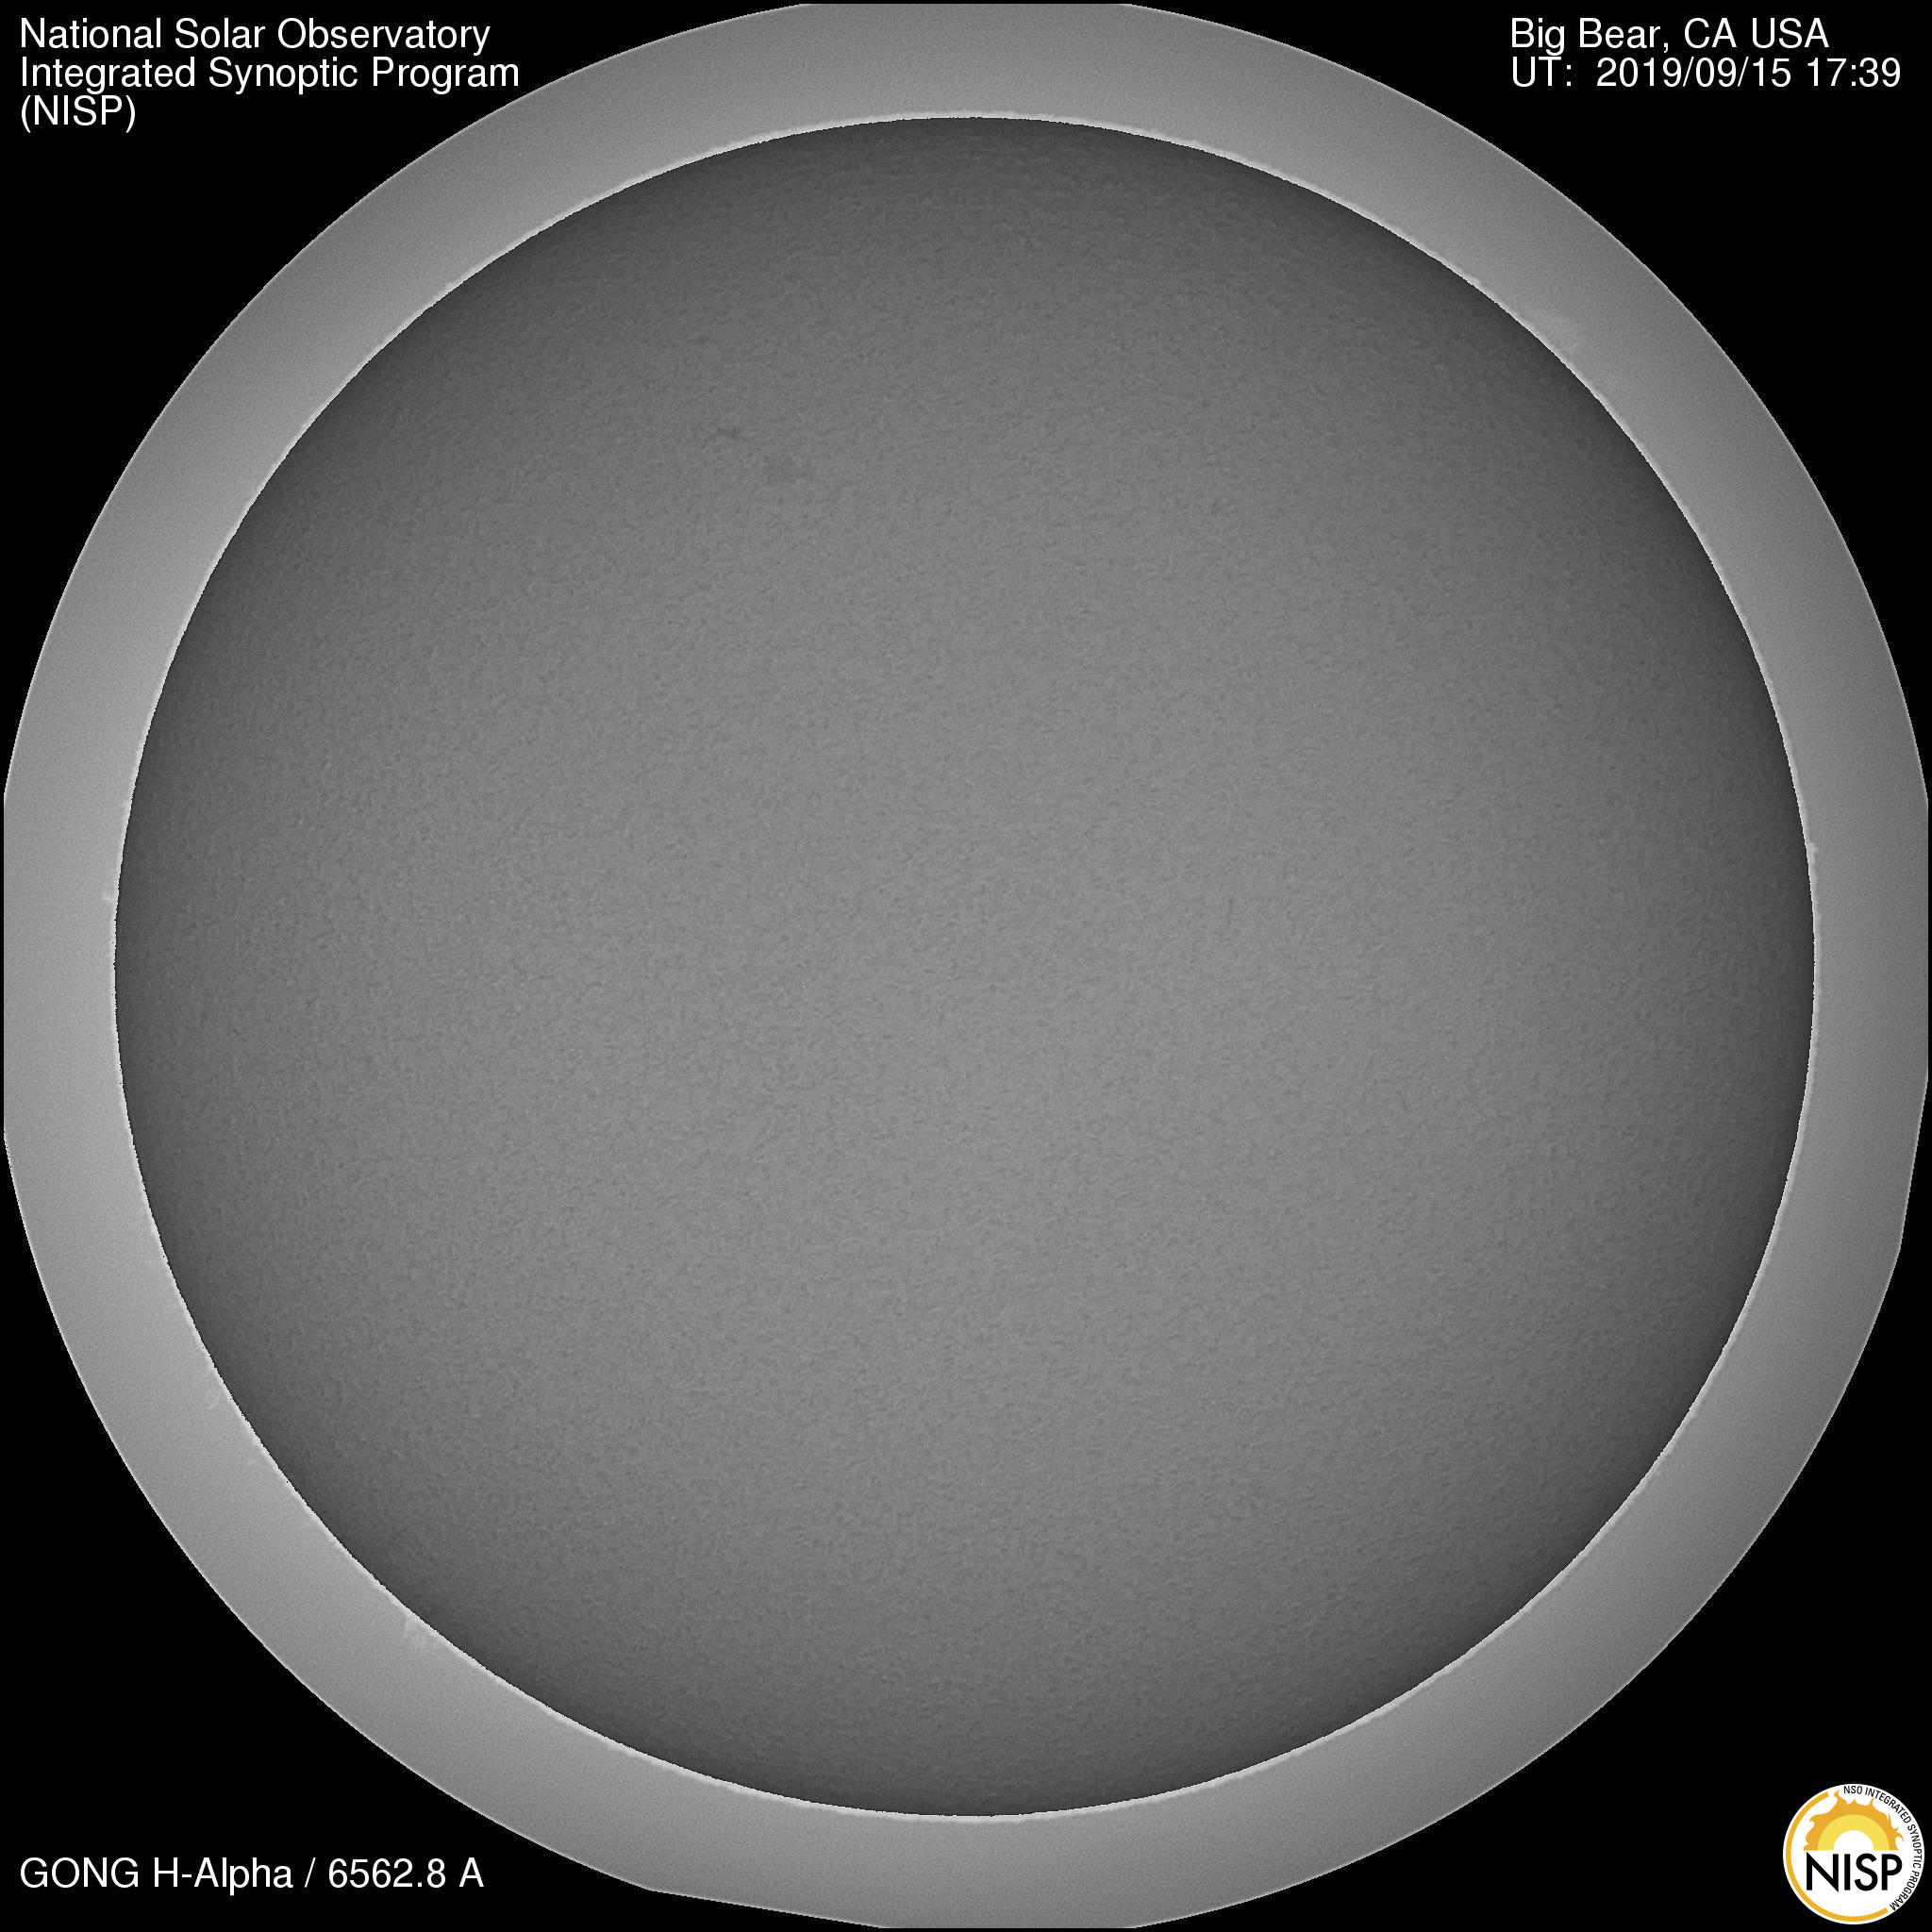 National Solar Observatory
Integrated Synoptic Program
(NISP)
Big Bear, CA USA
UT: 2019/09/15 17:39
GONG H-Alpha / 6562.8 A
NSO INTEGRATED SYNOPTIC PROGRAM
NISP